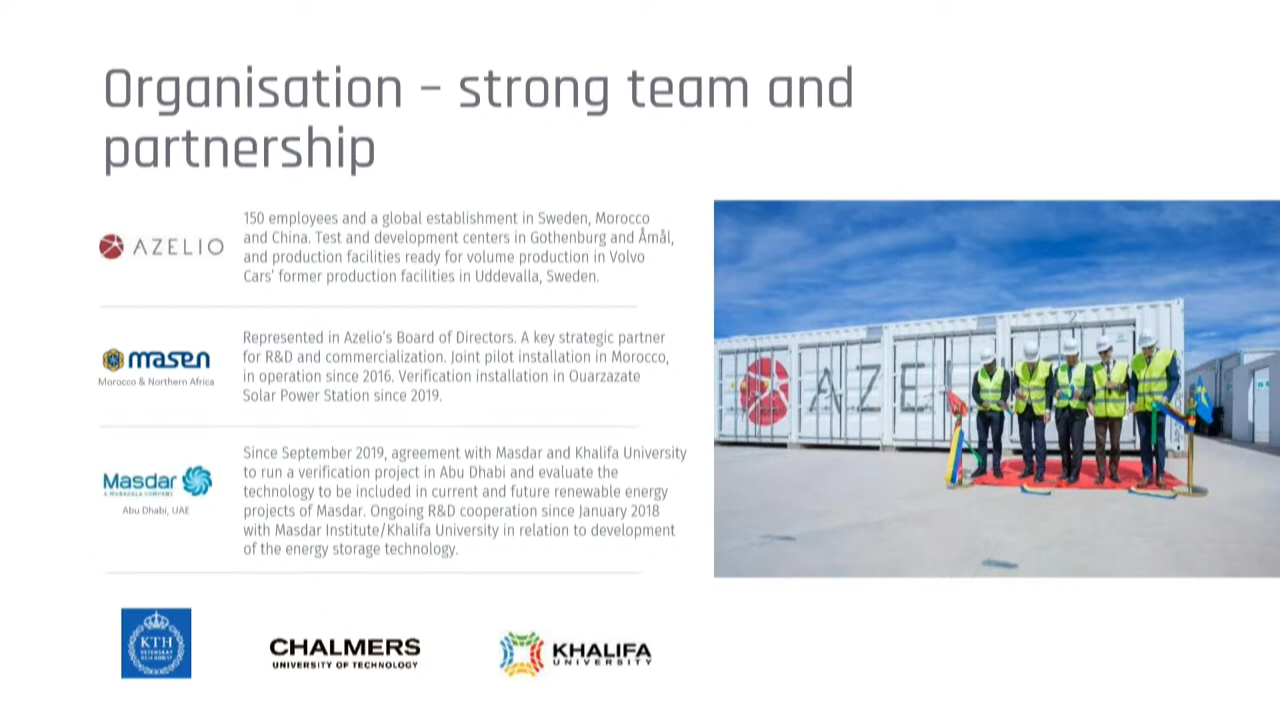 Organisation – strong team and
partnership
AZELIO
150 employees and a global establishment in Sweden, Morocco
and China. Test and development centers in Gothenburg and Åmål,
and production facilities ready for volume production in Volvo
Cars' former production facilities in Uddevalla, Sweden.
masen
Morocco & Northern Africa
Represented in Azelio's Board of Directors. A key strategic partner
for R&D and commercialization. Joint pilot installation in Morocco,
in operation since 2016. Verification installation in Ouarzazate
Solar Power Station since 2019.
Masdar
A MUBADALA COMPANY
Abu Dhabi, UAE
Since September 2019, agreement with Masdar and Khalifa University
to run a verification project in Abu Dhabi and evaluate the
technology to be included in current and future renewable energy
projects of Masdar. Ongoing R&D cooperation since January 2018
with Masdar Institute/Khalifa University in relation to development
of the energy storage technology.
AZE
KTH
VETENSKAP
OCH KONST
CHALMERS
UNIVERSITY OF TECHNOLOGY
KHALIFA
UNIVERSITY